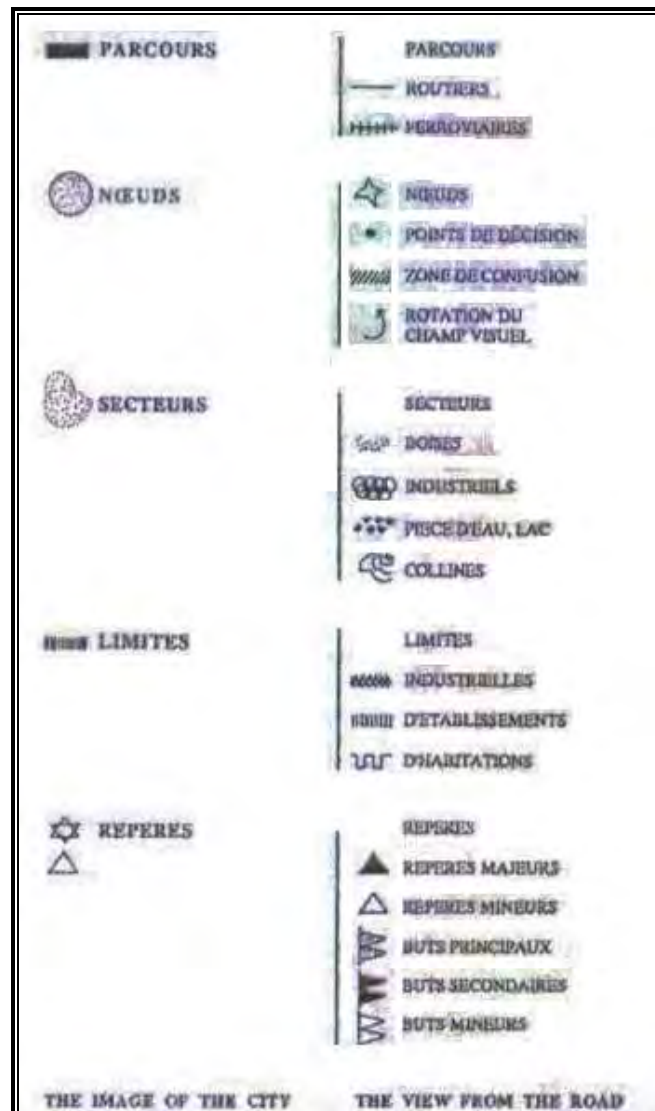 PARCOURS
PARCOURS
ROUTIERS
FERROVIAIRES
NŒUDS
NŒUDS
POINTS DE DÉCISION
ZONE DE CONFUSION
ROTATION DU
CHAMP VISUEL
SECTEURS
SECTEURS
BOISES
INDUSTRIELS
PIECE D'EAU, LAC
COLLINES
LIMITES
LIMITES
INDUSTRIELLES
D'ETABLISSEMENTS
D'HABITATIONS
REPERES
REPERES
REPERES MAJEURS
REPERES MINEURS
BUTS PRINCIPAUX
BUTS SECONDAIRES
BUTS MINEURS
THE IMAGE OF THE CITY
THE VIEW FROM THE ROAD